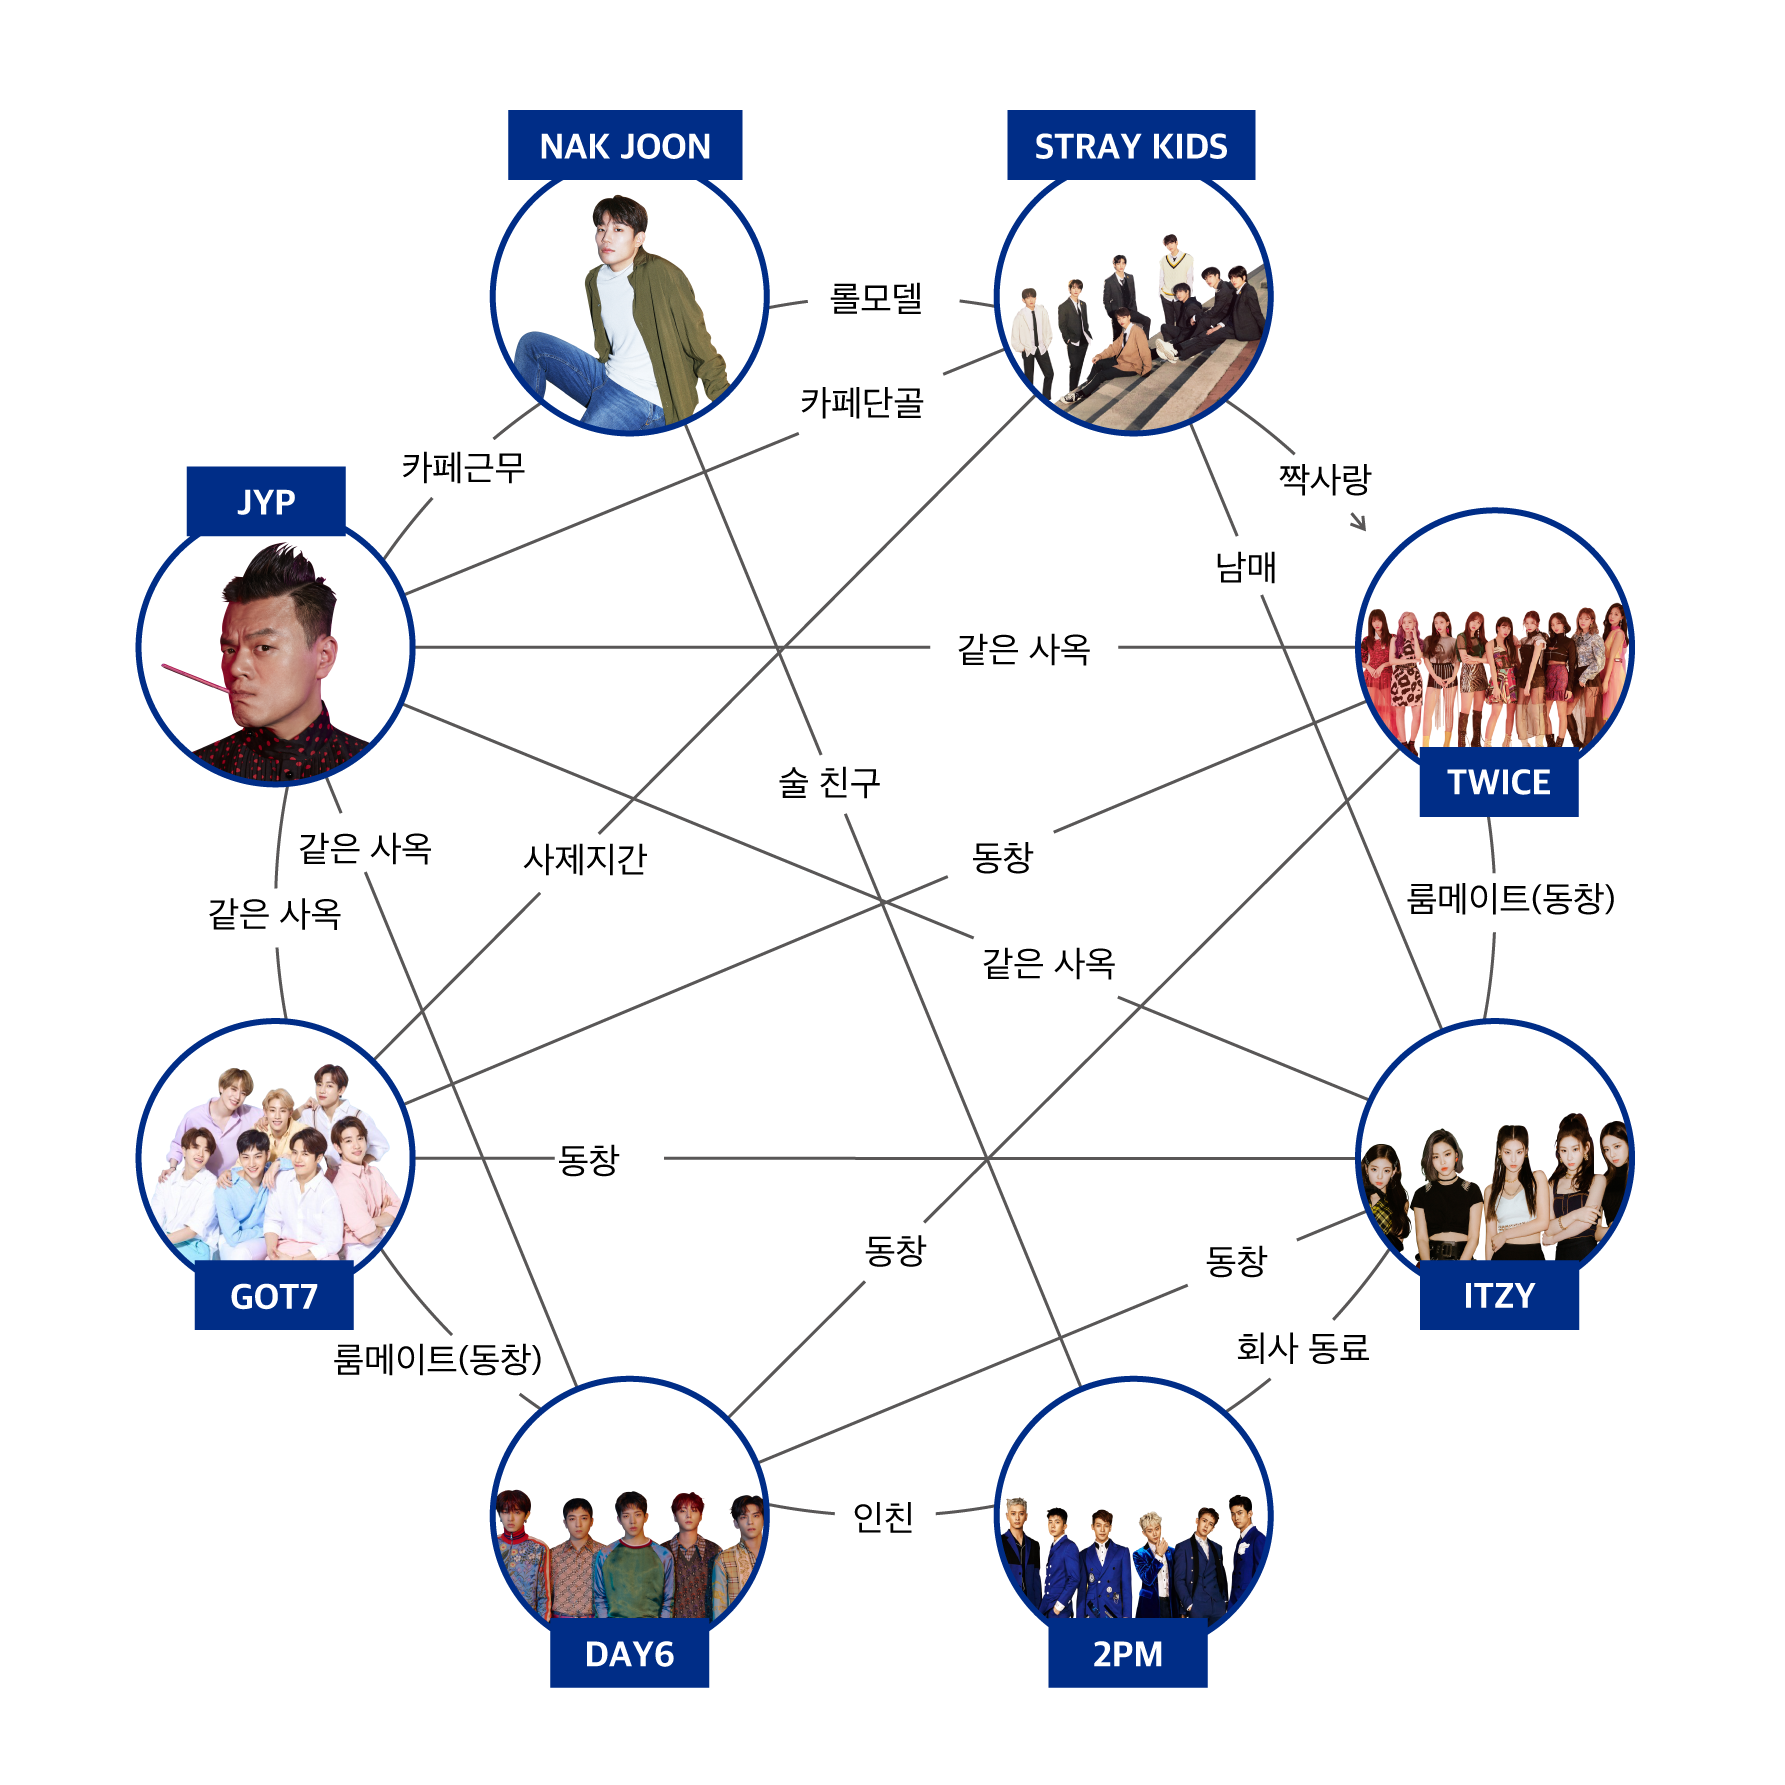 NAK JOON
STRAY KIDS
롤모델
카페단골
카페근무
짝사랑
JYP
남매
같은 사옥
술 친구
TWICE
같은 사옥
사제지간
동창
룸메이트(동창)
같은 사옥
같은 사옥
동창
동창
동창
GOT7
ITZY
룸메이트(동창)
회사 동료
인친
DAY6
2PM